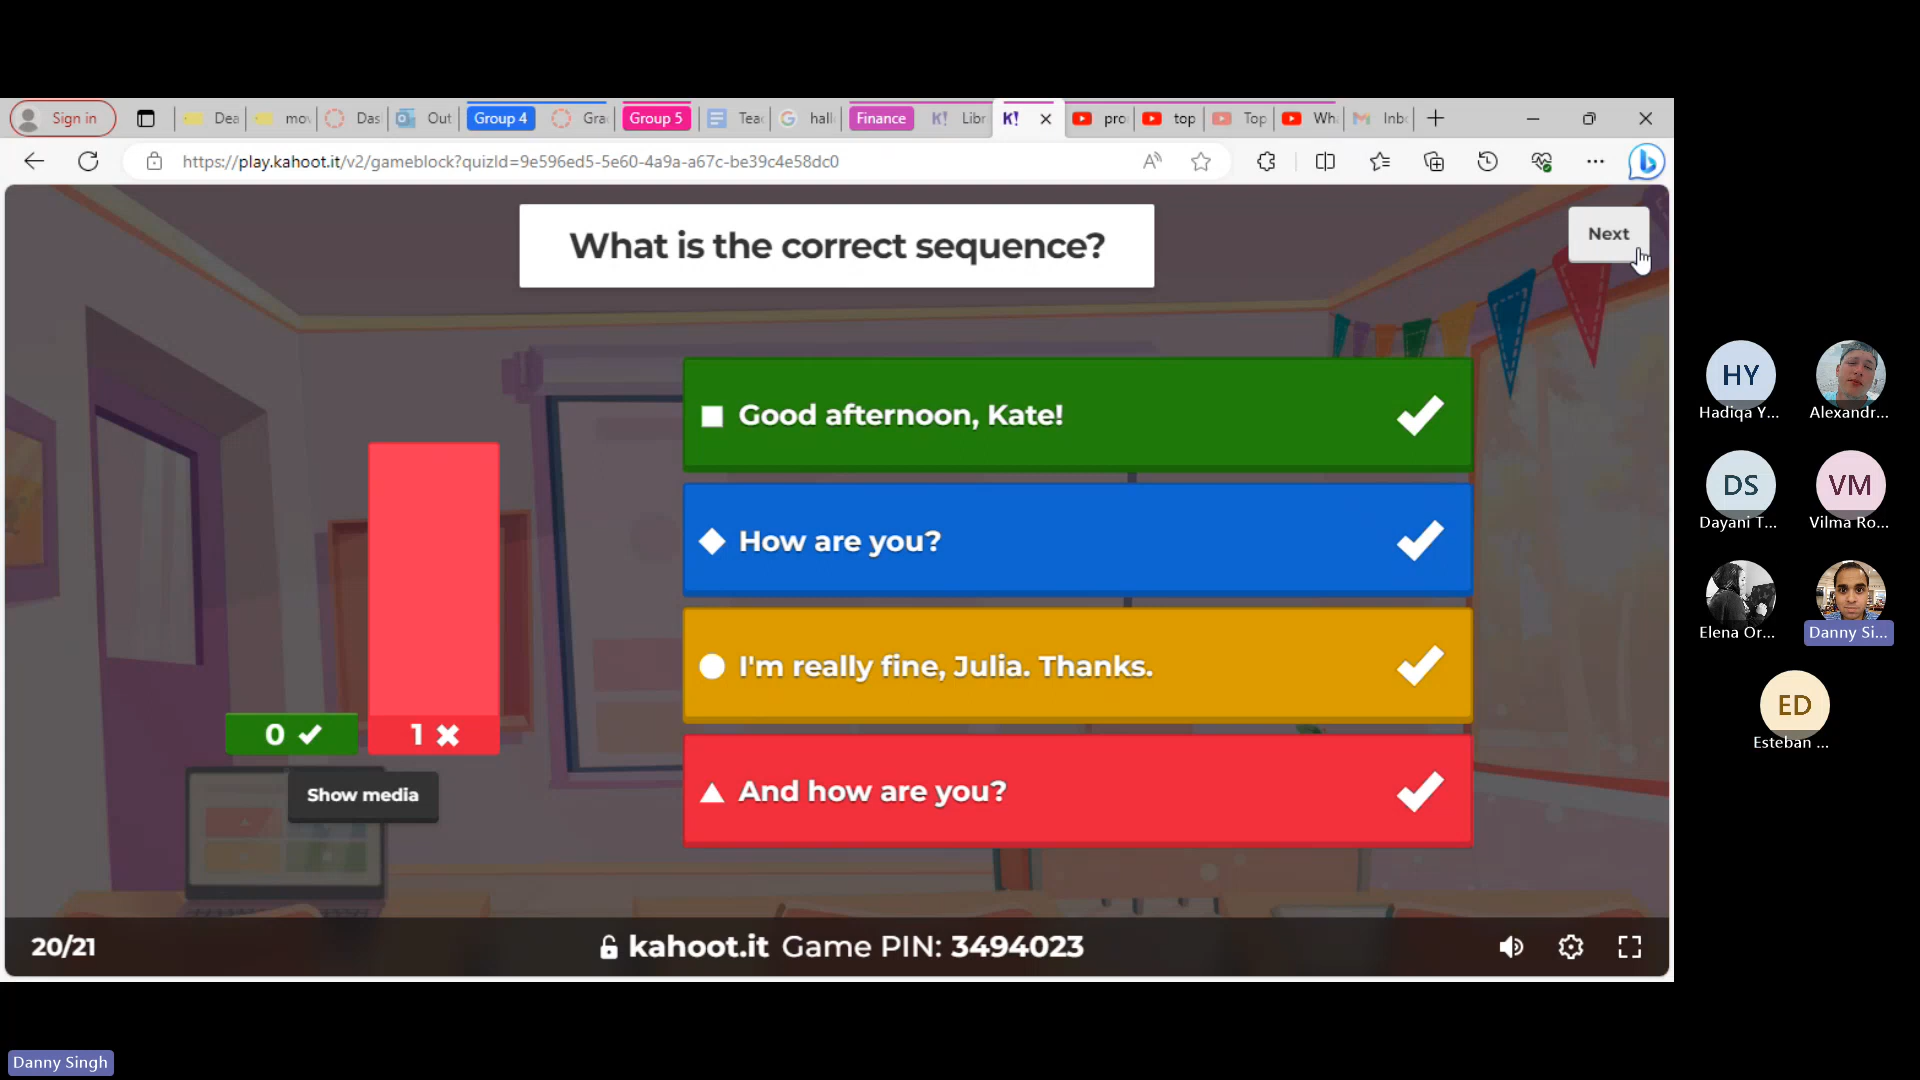 Sign in
Dea
mov
Das
Out
Group 4
Gra
Group 5
Tea
hall
Finance
K! Libr
K!
pro
top
Top
Wh
Inbo
https://play.kahoot.it/v2/gameblock?quizId=9e596ed5-5e60-4a9a-a67c-be39c4e58dc0
What is the correct sequence?
Next
Good afternoon, Kate!
How are you?
I'm really fine, Julia. Thanks.
And how are you?
0
1
Show media
20/21
kahoot.it Game PIN: 3494023
HY
Hadiqa Y...
Alexandr...
DS
Dayani T...
VM
Vilma Ro...
Elena Or...
Danny Si...
ED
Esteban ...
Danny Singh